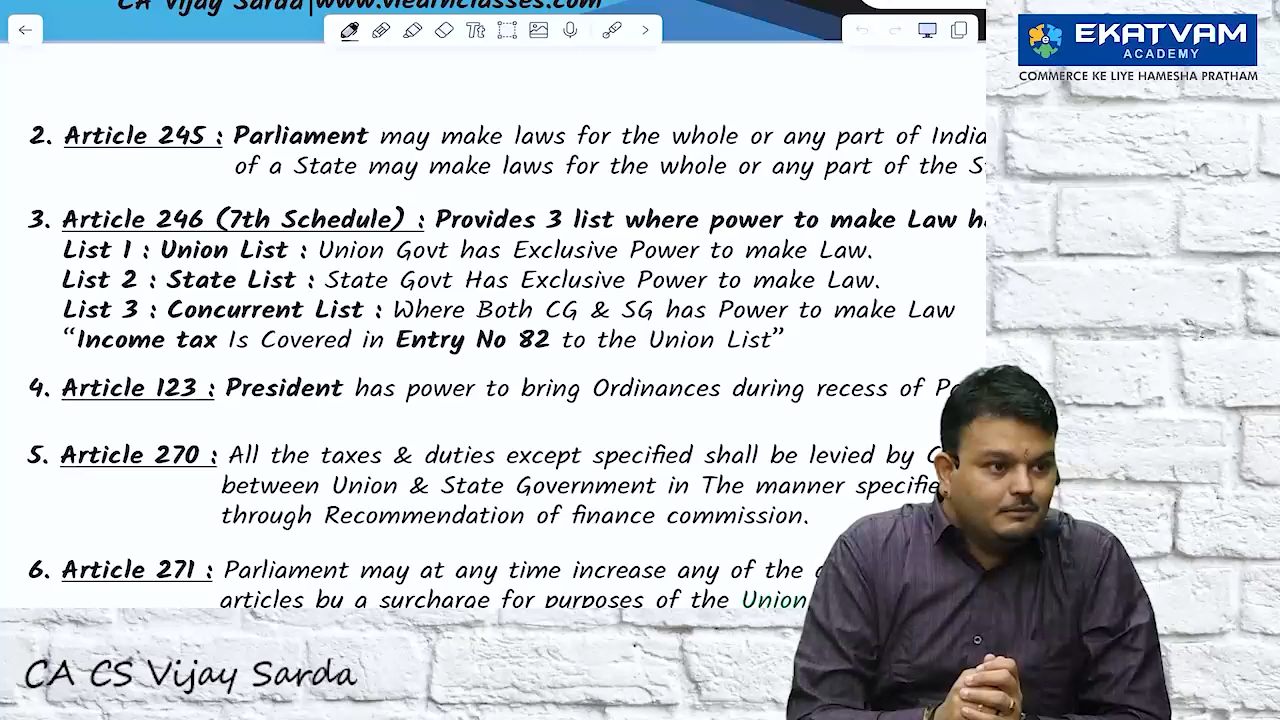 CA Vijay Sarda|www.vlearnclasses.com
Tt
EKATVAM
ACADEMY
COMMERCE KE LIYE HAMESHA PRATHAM
2. Article 245 : Parliament may make laws for the whole or any part of India
of a State may make laws for the whole or any part of the
3. Article 246 (7th Schedule) : Provides 3 list where power to make Law
List 1 : Union List : Union Govt has Exclusive Power to make Law.
List 2 : State List : State Govt Has Exclusive Power to make Law.
List 3 : Concurrent List : Where Both CG & SG has Power to make Law
“Income tax Is Covered in Entry No 82 to the Union List”
4. Article 123 : President has power to bring Ordinances during recess of
5. Article 270 : All the taxes & duties except specified shall be levied by
between Union & State Government in The manner
through Recommendation of finance commission.
6. Article 271 : Parliament may at any time increase any of the
articles by a surcharge for purposes of the Union
CA CS Vijay Sarda